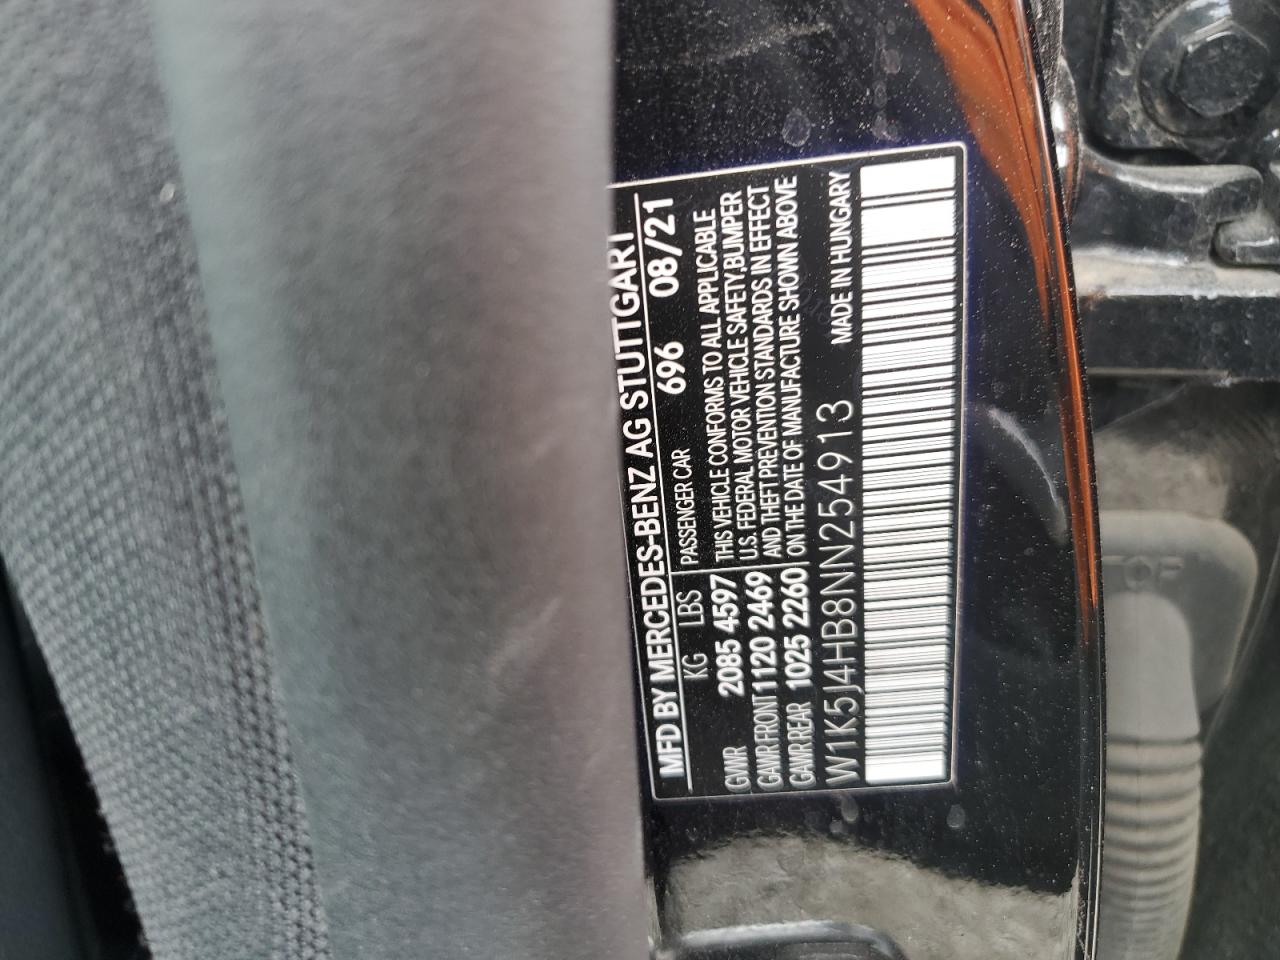 MFD BY MERCEDES-BENZ AG STUTTGART
KG LBS PASSENGER CAR 696 08/21
GVWR 2085 4597 THIS VEHICLE CONFORMS TO ALL APPLICABLE
U.S. FEDERAL MOTOR VEHICLE SAFETY,BUMPER
GAWR FRONT 1120 2469 AND THEFT PREVENTION STANDARDS IN EFFECT
GAWR REAR 1025 2260 ON THE DATE OF MANUFACTURE SHOWN ABOVE
W1K5J4HB8NN254913 MADE IN HUNGARY
TOP